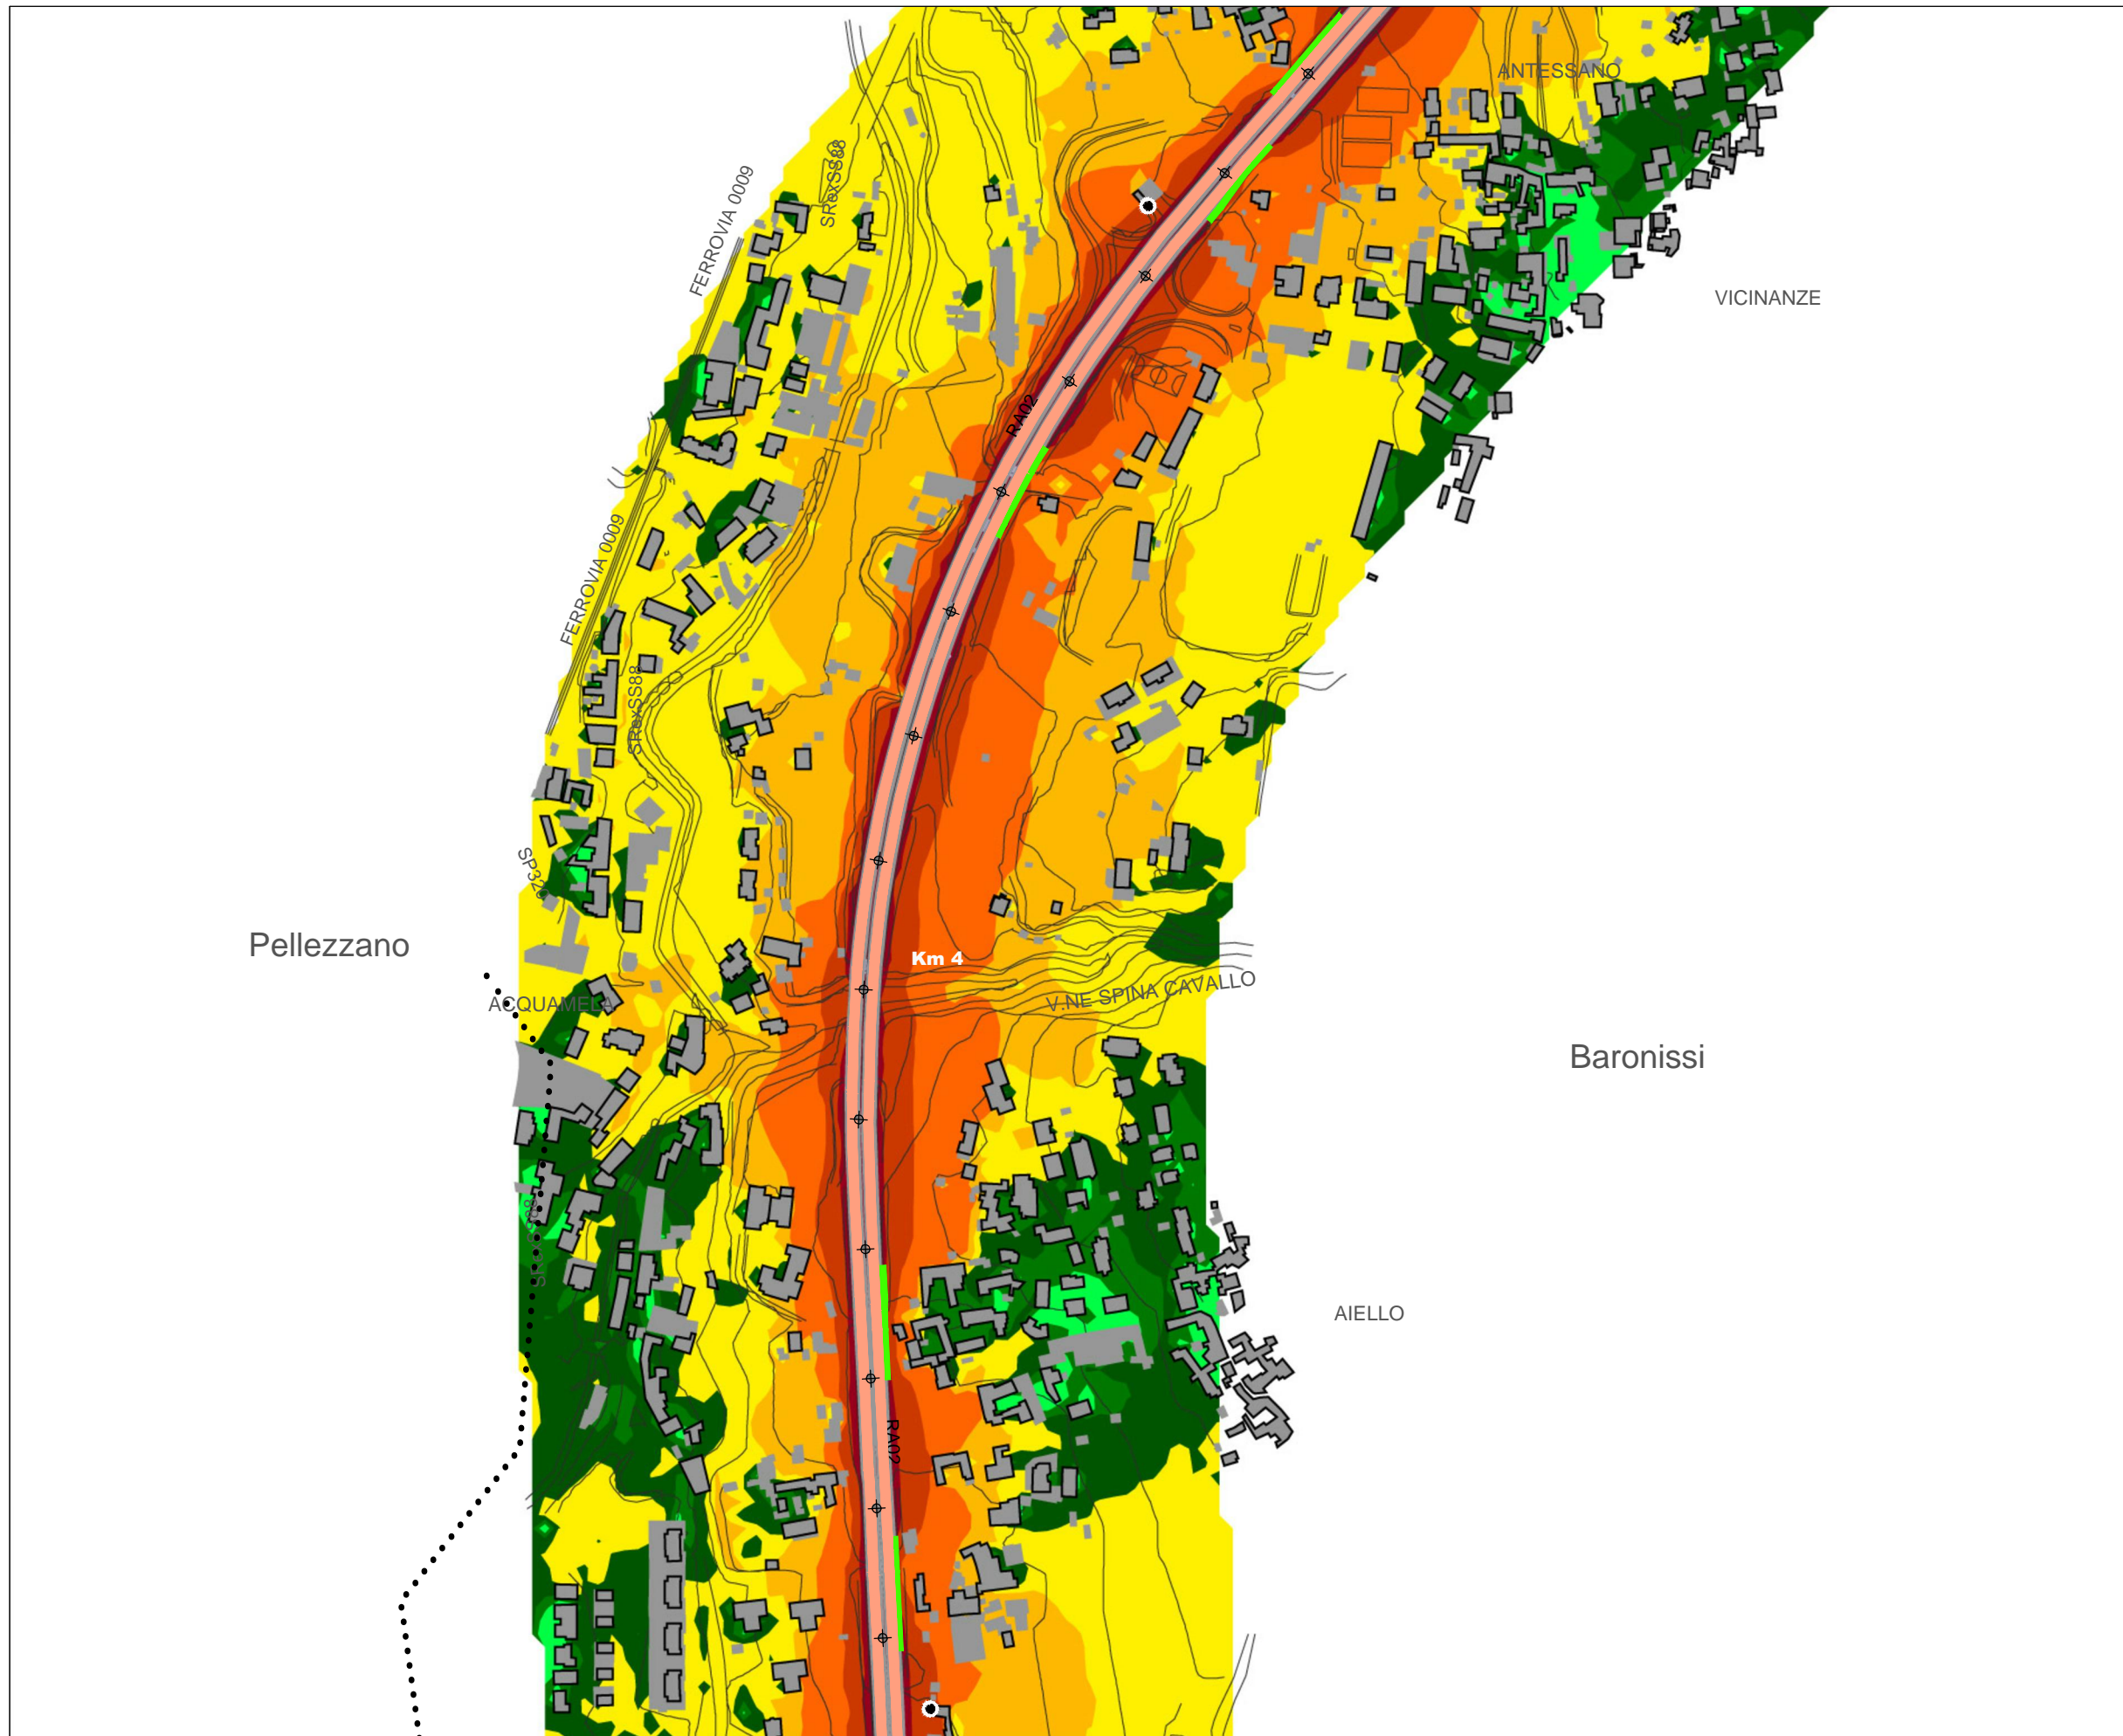 ANTESSANO
SRexSS88
FERROVIA 0009
VICINANZE
RA02
FERROVIA 0009
SRexSS88
SP32
Pellezzano
Km 4
V.NE SPINA CAVALLO
ACQUAMELA
Baronissi
AIELLO
RA02